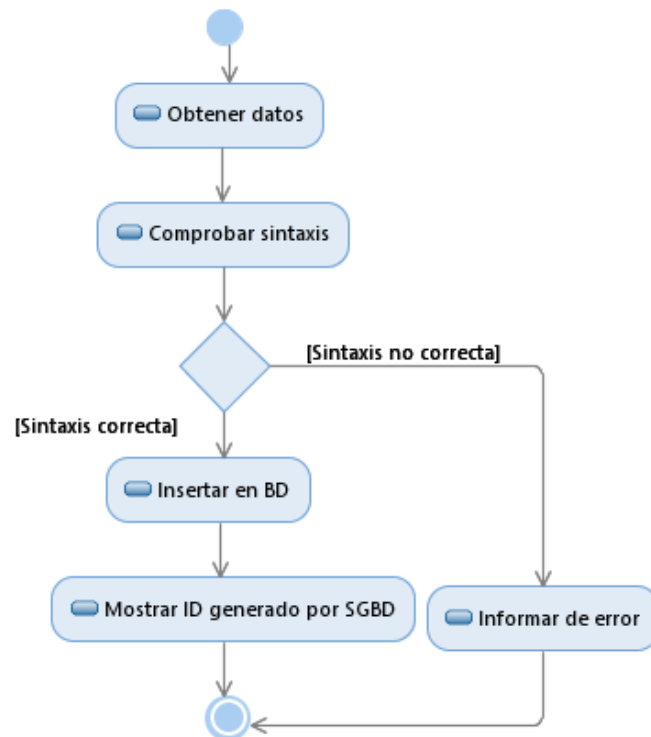 Obtener datos
Comprobar sintaxis
[Sintaxis no correcta]
[Sintaxis correcta]
Insertar en BD
Mostrar ID generado por SGBD
Informar de error